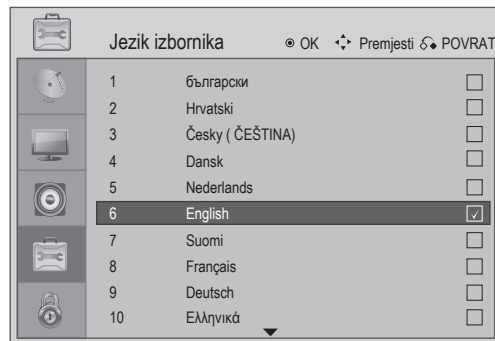 Jezik izbornika OK Premjesti POVRAT
1 български
2 Hrvatski
3 Česky ( ČEŠTINA)
4 Dansk
5 Nederlands
6 English
7 Suomi
8 Français
9 Deutsch
10 Ελληνικά